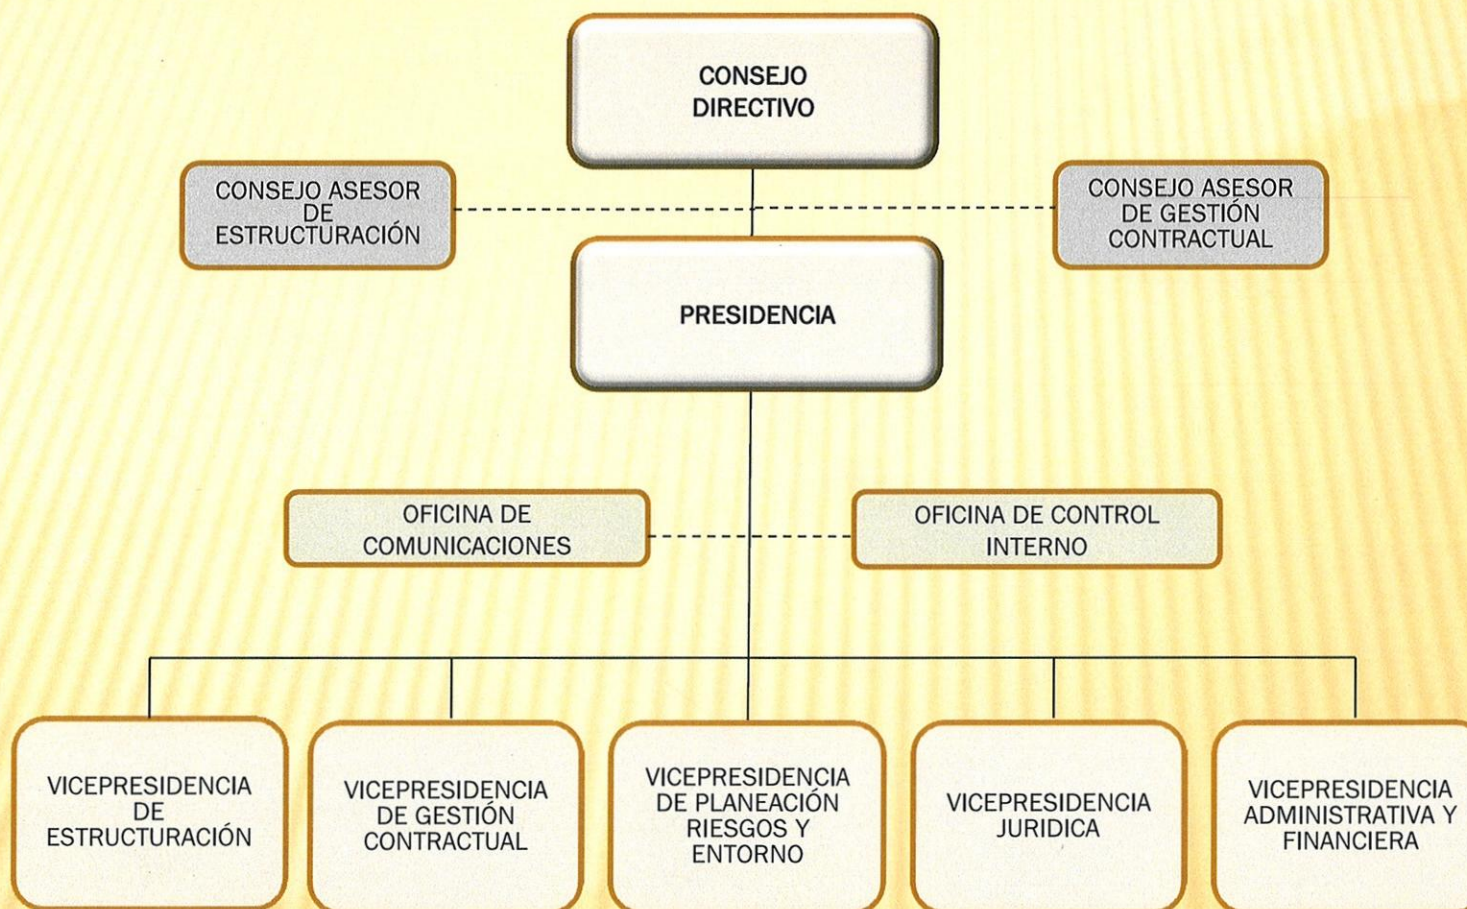 CONSEJO
DIRECTIVO
CONSEJO ASESOR
DE
ESTRUCTURACIÓN
CONSEJO ASESOR
DE GESTIÓN
CONTRACTUAL
PRESIDENCIA
OFICINA DE
COMUNICACIONES
OFICINA DE CONTROL
INTERNO
VICEPRESIDENCIA
DE
ESTRUCTURACIÓN
VICEPRESIDENCIA
DE GESTIÓN
CONTRACTUAL
VICEPRESIDENCIA
DE PLANEACIÓN
RIESGOS Y
ENTORNO
VICEPRESIDENCIA
JURIDICA
VICEPRESIDENCIA
ADMINISTRATIVA Y
FINANCIERA